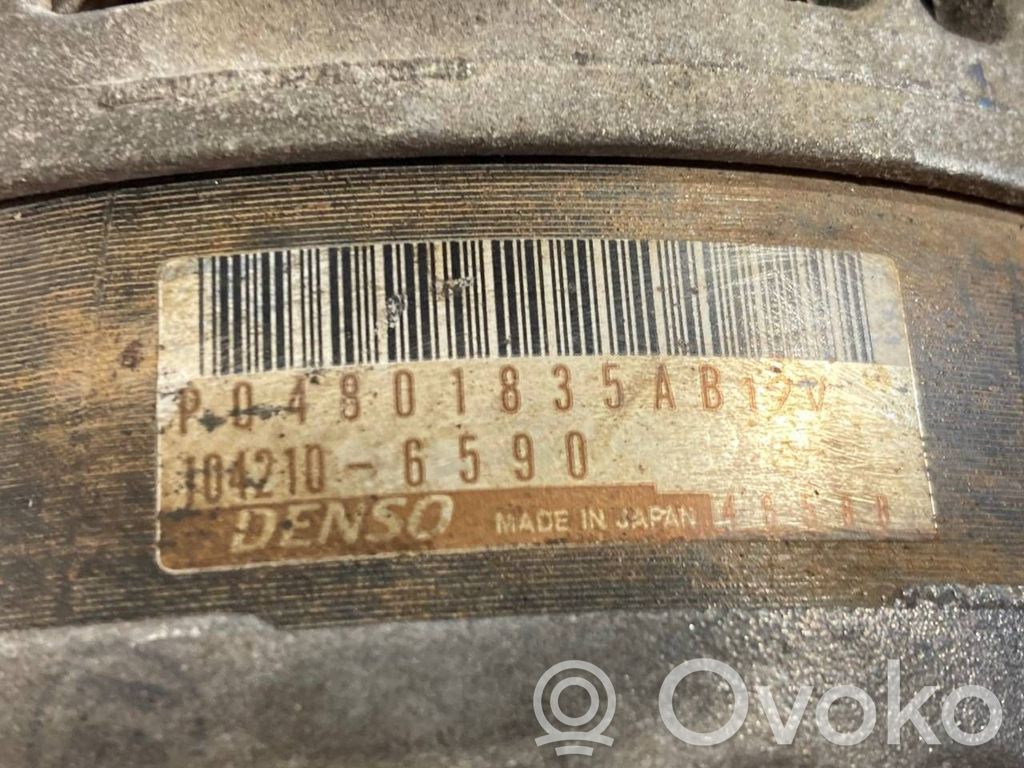 P04801835AB 12V
104210-6590
DENSO MADE IN JAPAN
Ovoko